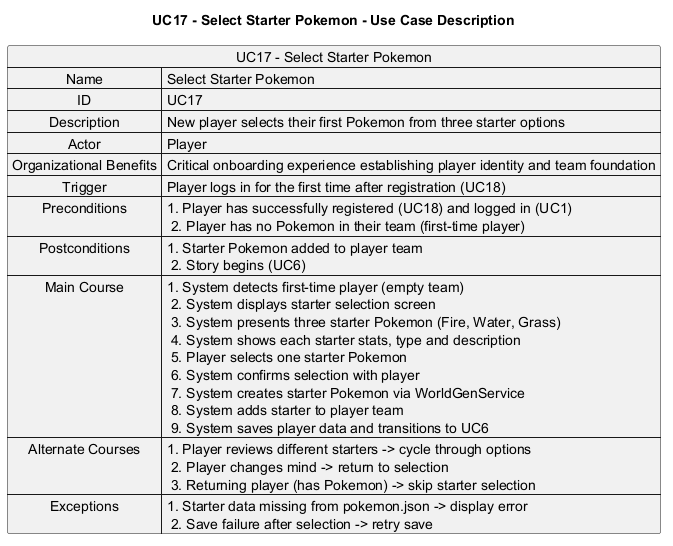 UC17 - Select Starter Pokemon - Use Case Description
UC17 - Select Starter Pokemon
Name Select Starter Pokemon
ID UC17
Description New player selects their first Pokemon from three starter options
Actor Player
Organizational Benefits Critical onboarding experience establishing player identity and team foundation
Trigger Player logs in for the first time after registration (UC18)
Preconditions 1. Player has successfully registered (UC18) and logged in (UC1)
2. Player has no Pokemon in their team (first-time player)
Postconditions 1. Starter Pokemon added to player team
2. Story begins (UC6)
Main Course 1. System detects first-time player (empty team)
2. System displays starter selection screen
3. System presents three starter Pokemon (Fire, Water, Grass)
4. System shows each starter stats, type and description
5. Player selects one starter Pokemon
6. System confirms selection with player
7. System creates starter Pokemon via WorldGenService
8. System adds starter to player team
9. System saves player data and transitions to UC6
Alternate Courses 1. Player reviews different starters -> cycle through options
2. Player changes mind -> return to selection
3. Returning player (has Pokemon) -> skip starter selection
Exceptions 1. Starter data missing from pokemon.json -> display error
2. Save failure after selection -> retry save